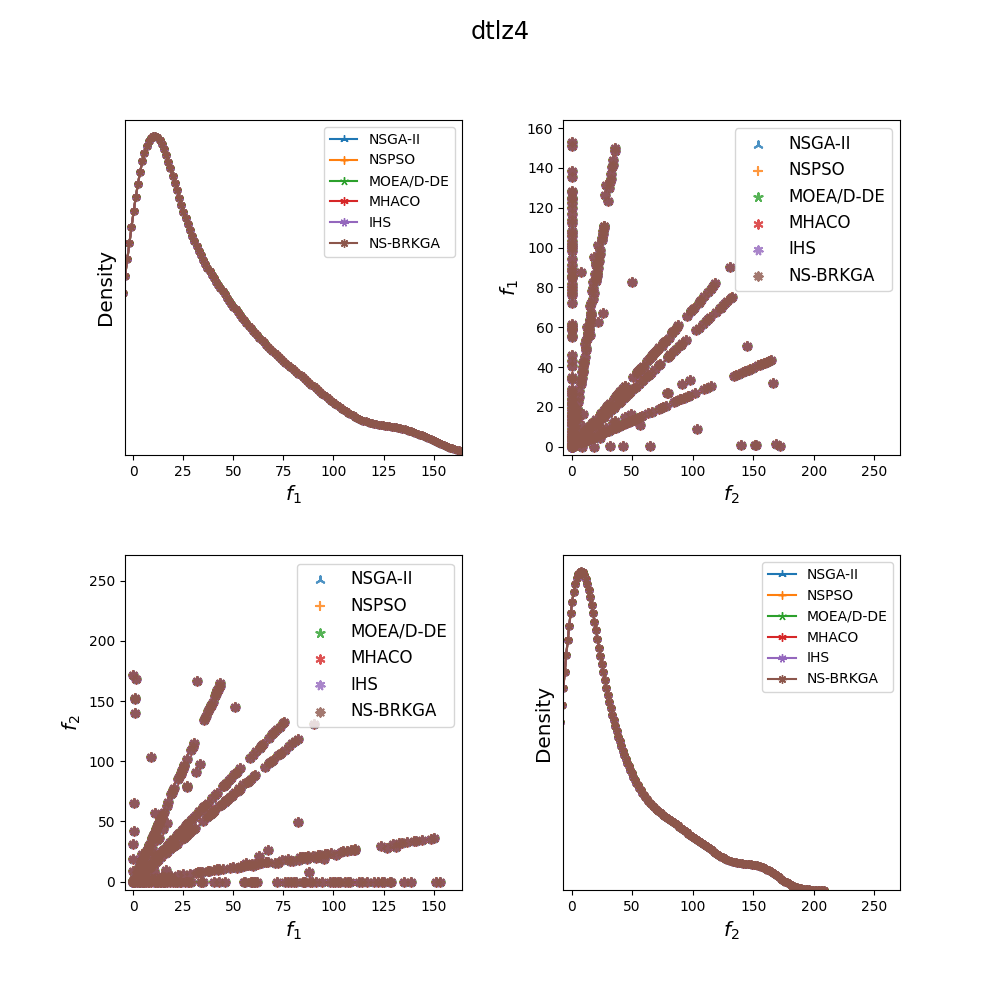 dtlz4
NSGA-II
NSPSO
MOEA/D-DE
MHACO
IHS
NS-BRKGA
Density
0 25 50 75 100 125 150
f1
NSGA-II
NSPSO
MOEA/D-DE
MHACO
IHS
NS-BRKGA
160
140
120
100
80
60
40
20
0
f1
0 50 100 150 200 250
f2
NSGA-II
NSPSO
MOEA/D-DE
MHACO
IHS
NS-BRKGA
250
200
150
100
50
0
f2
0 25 50 75 100 125 150
f1
NSGA-II
NSPSO
MOEA/D-DE
MHACO
IHS
NS-BRKGA
Density
0 50 100 150 200 250
f2